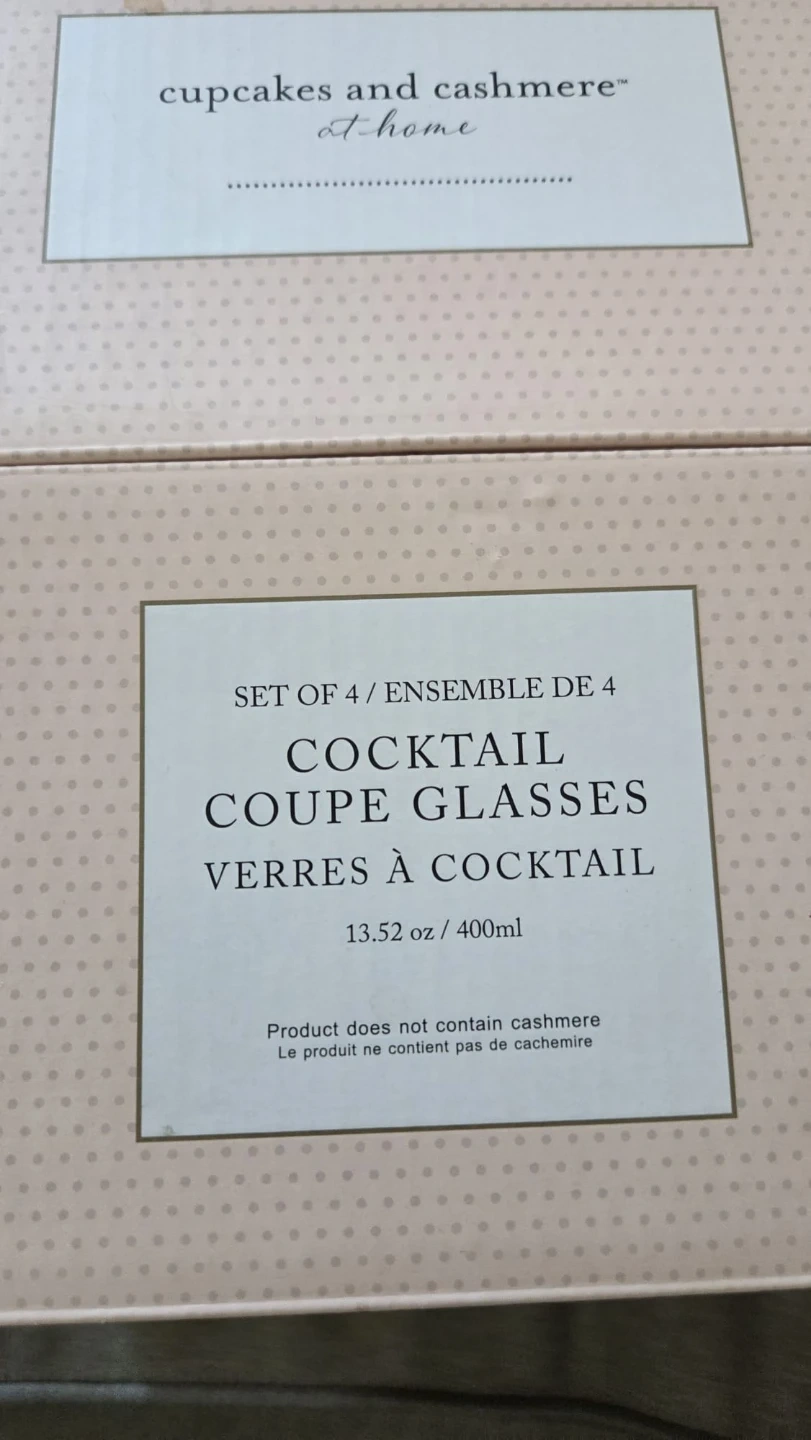 cupcakes and cashmere™
at home
SET OF 4 / ENSEMBLE DE 4
COCKTAIL
COUPE GLASSES
VERRES À COCKTAIL
13.52 oz / 400ml
Product does not contain cashmere
Le produit ne contient pas de cachemire